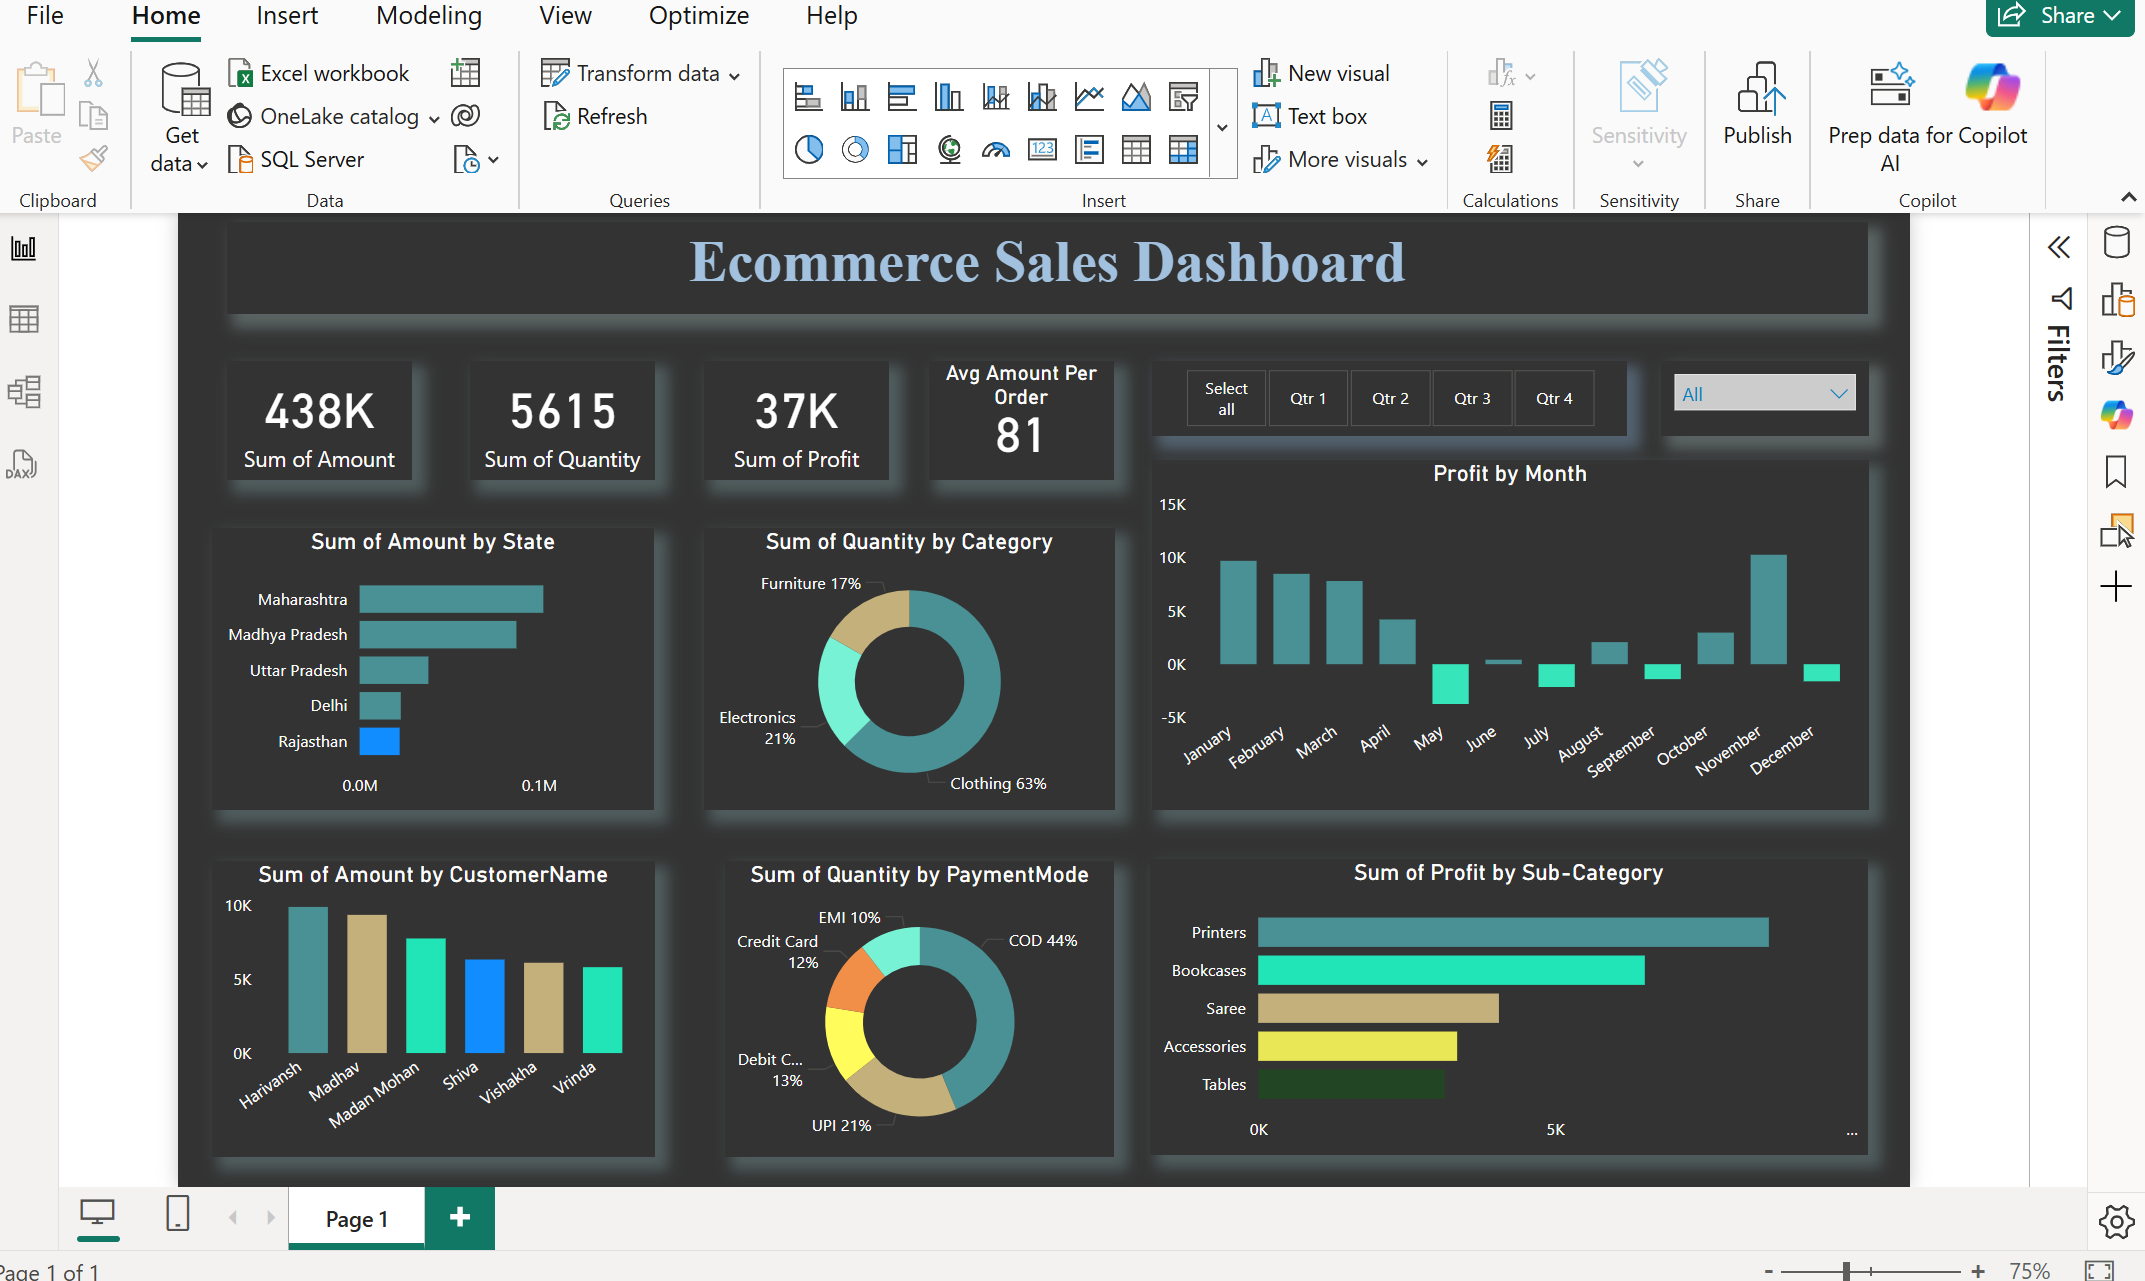 File Home Insert Modeling View Optimize Help Share
Paste
Clipboard
Get
data
Excel workbook
OneLake catalog
SQL Server
Data
Transform data
Refresh
Queries
123
Insert
New visual
A Text box
More visuals
fx
Calculations
Sensitivity
Sensitivity
Publish
Share
Prep data for
AI
Copilot
Copilot
DAX
Filters
Ecommerce Sales Dashboard
438K
Sum of Amount
5615
Sum of Quantity
37K
Sum of Profit
Avg Amount Per
Order
81
Select
all
Qtr 1
Qtr 2
Qtr 3
Qtr 4
All
Sum of Amount by State
Maharashtra
Madhya Pradesh
Uttar Pradesh
Delhi
Rajasthan
0.0M 0.1M
Sum of Quantity by Category
Furniture 17%
Electronics
21%
Clothing 63%
Profit by Month
15K
10K
5K
0K
-5K
January
February
March
April
May
June
July
August
September
October
November
December
Sum of Amount by CustomerName
10K
5K
0K
Harivansh
Madhav
Madan Mohan
Shiva
Vishakha
Vrinda
Sum of Quantity by PaymentMode
EMI 10%
Credit Card
12%
COD 44%
Debit C...
13%
UPI 21%
Sum of Profit by Sub-Category
Printers
Bookcases
Saree
Accessories
Tables
0K 5K ...
Page 1
+
Page 1 of 1
- + 75%